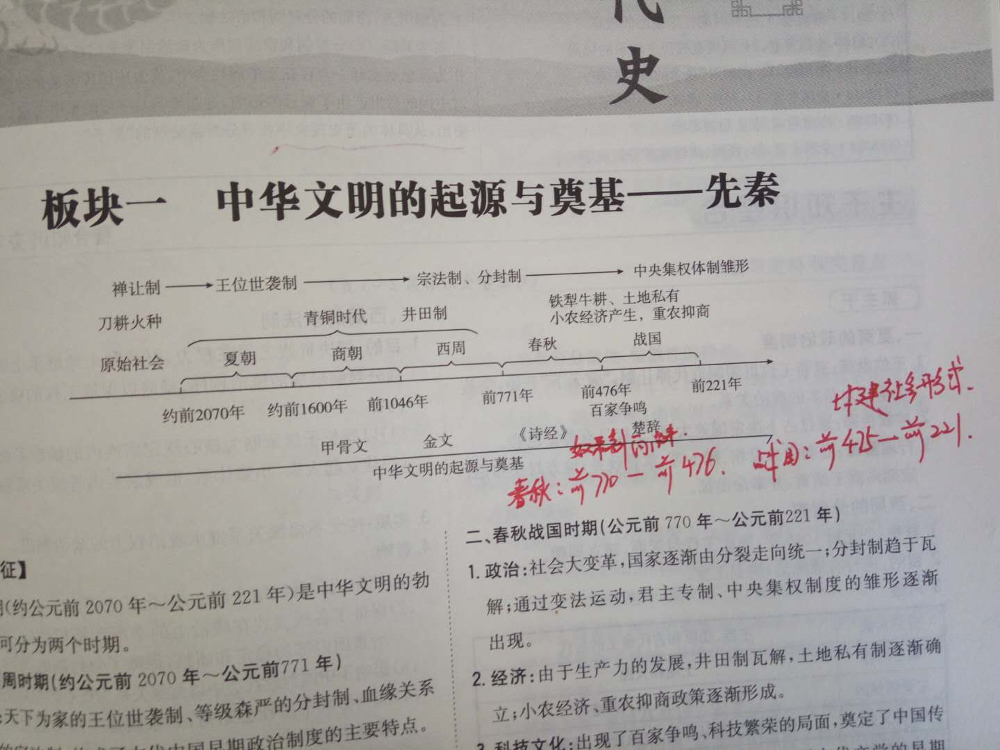 代
史
板块一 中华文明的起源与奠基——先秦
禅让制 王位世袭制 宗法制、分封制 中央集权体制雏形
刀耕火种 青铜时代 井田制 铁犁牛耕、土地私有
小农经济产生，重农抑商
原始社会 夏朝 商朝 西周 春秋 战国
约前2070年 约前1600年 前1046年 前771年 前476年 前221年
百家争鸣
甲骨文 金文 《诗经》 楚辞
中华文明的起源与奠基
春秋：前770—前476. 战国：前425—前221.
二、春秋战国时期(公元前 770 年～公元前221 年)
1. 政治:社会大变革,国家逐渐由分裂走向统一;分封制趋于瓦
解;通过变法运动,君主专制、中央集权制度的雏形逐渐
出现。
2. 经济:由于生产力的发展,井田制瓦解,土地私有制逐渐确
立;小农经济、重农抑商政策逐渐形成。
3. 科技文化:出现了百家争鸣、科技繁荣的局面,奠定了中国传
征】
(约公元前 2070 年～公元前 221 年)是中华文明的勃
可分为两个时期。
周时期(约公元前 2070 年～公元前771 年)
天下为家的王位世袭制、等级森严的分封制、血缘关系